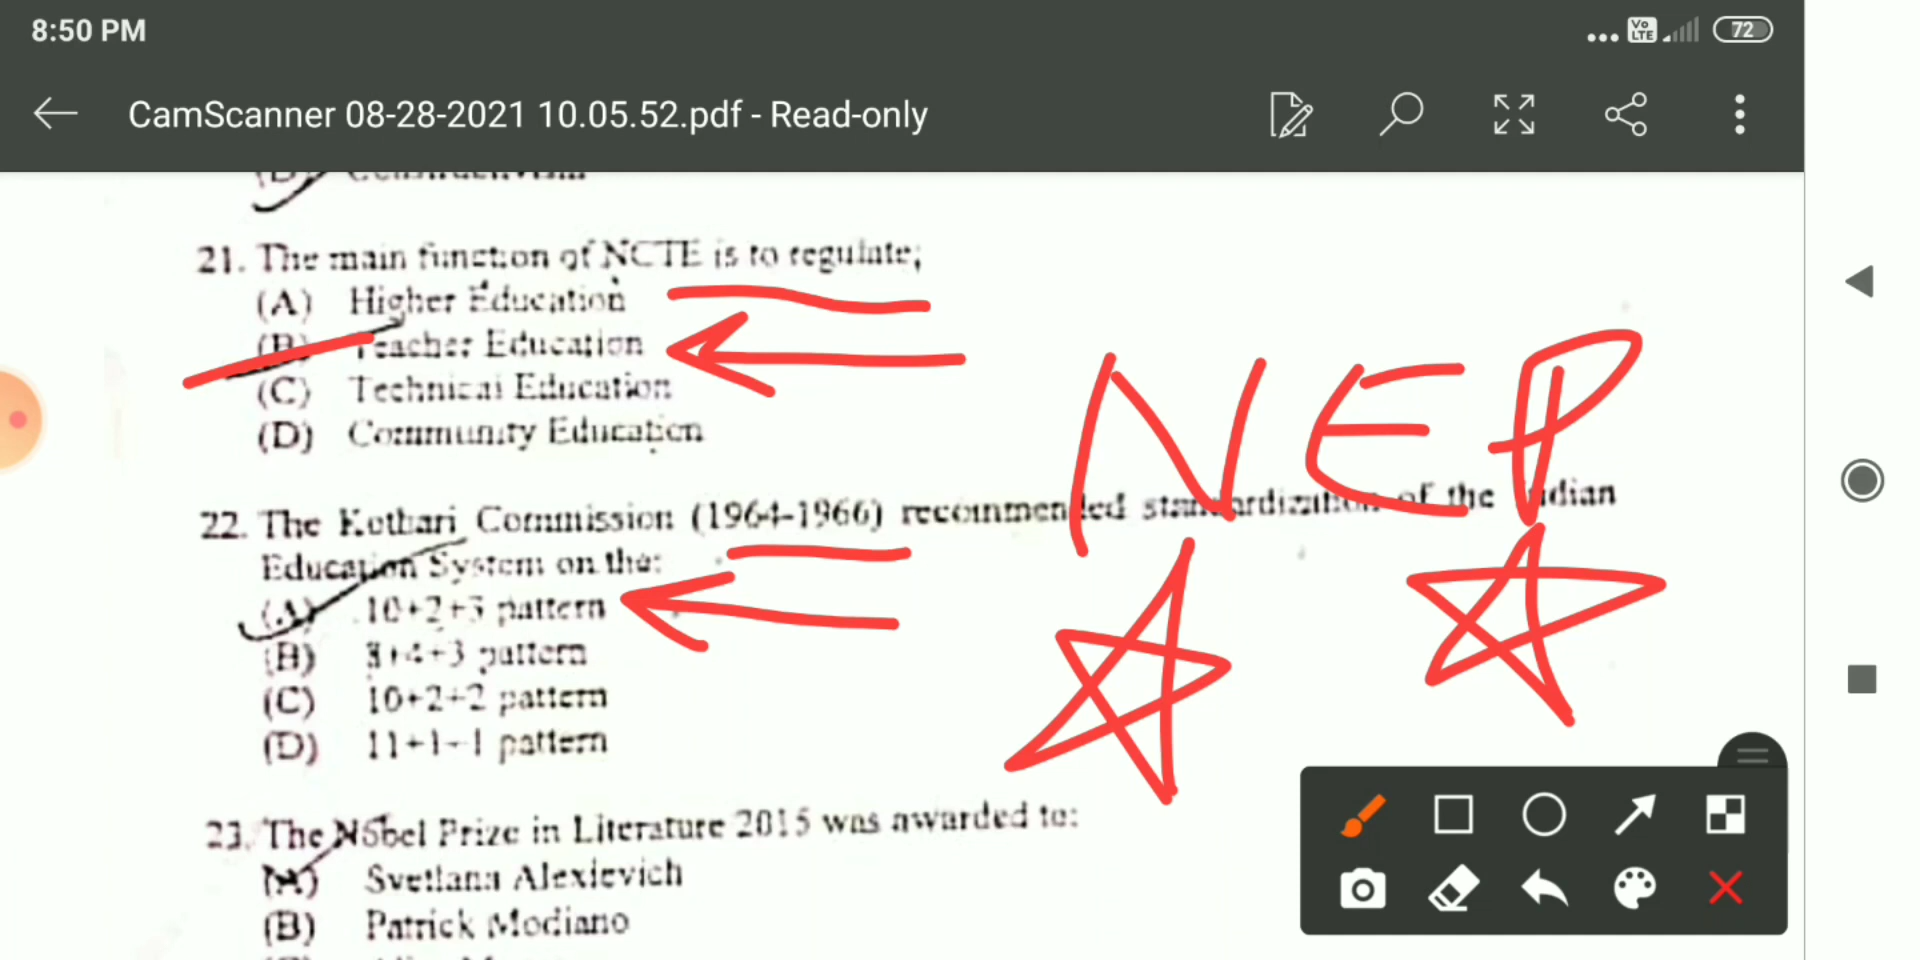 8:50 PM
Vo LTE
72
CamScanner 08-28-2021 10.05.52.pdf - Read-only
21. The main function of NCTE is to regulate;
(A) Higher Education
(B) Teacher Education
(C) Technical Education
(D) Community Education
NEP
22. The Kothari Commission (1964-1966) recommended standardization of the Indian
Education System on the:
(A) 10+2+3 pattern
(B) 8+4+3 pattern
(C) 10+2+2 pattern
(D) 11+1+1 pattern
23. The Nobel Prize in Literature 2015 was awarded to:
(A) Svetlana Alexievich
(B) Patrick Modiano